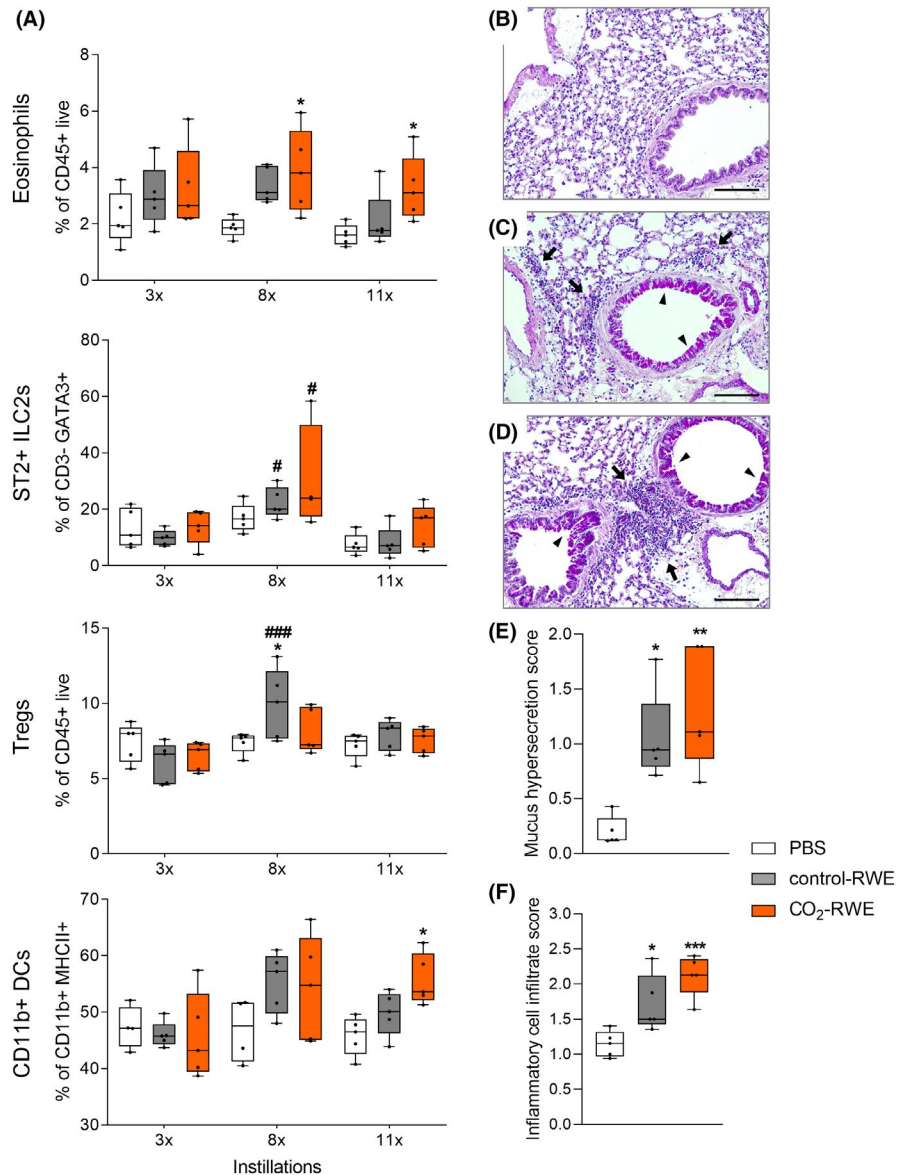 (A)
Eosinophils
% of CD45+ live
8
6
4
2
0
*
*
3x
8x
11x
ST2+ ILC2s
% of CD3- GATA3+
80
60
40
20
0
#
#
3x
8x
11x
Tregs
% of CD45+ live
15
10
5
0
###
*
3x
8x
11x
CD11b+ DCs
% of CD11b+ MHCII+
70
60
50
40
30
*
3x
8x
11x
Instillations
(B)
(C)
(D)
(E)
Mucus hypersecretion score
2.0
1.5
1.0
0.5
0.0
*
**
PBS
control-RWE
CO₂-RWE
(F)
Inflammatory cell infiltrate score
3.0
2.5
2.0
1.5
1.0
0.5
0.0
*
***